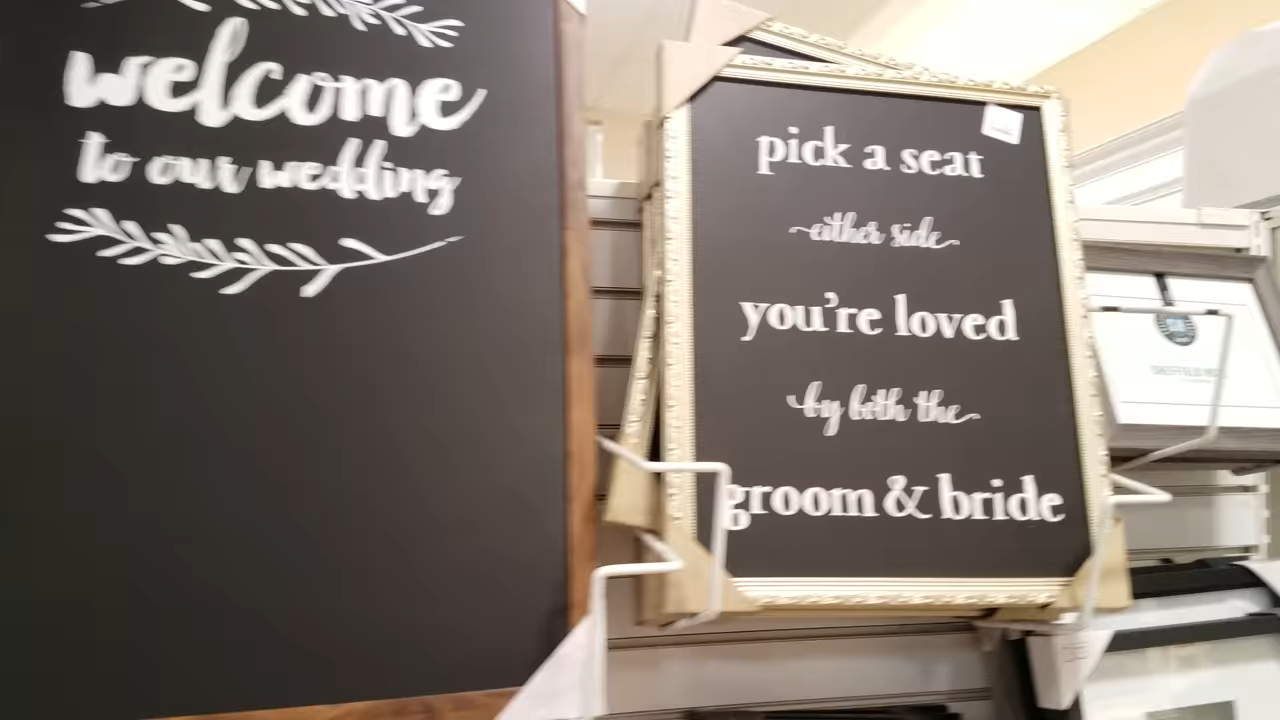 welcome
to our wedding
pick a seat
either side
you're loved
by both the
groom & bride